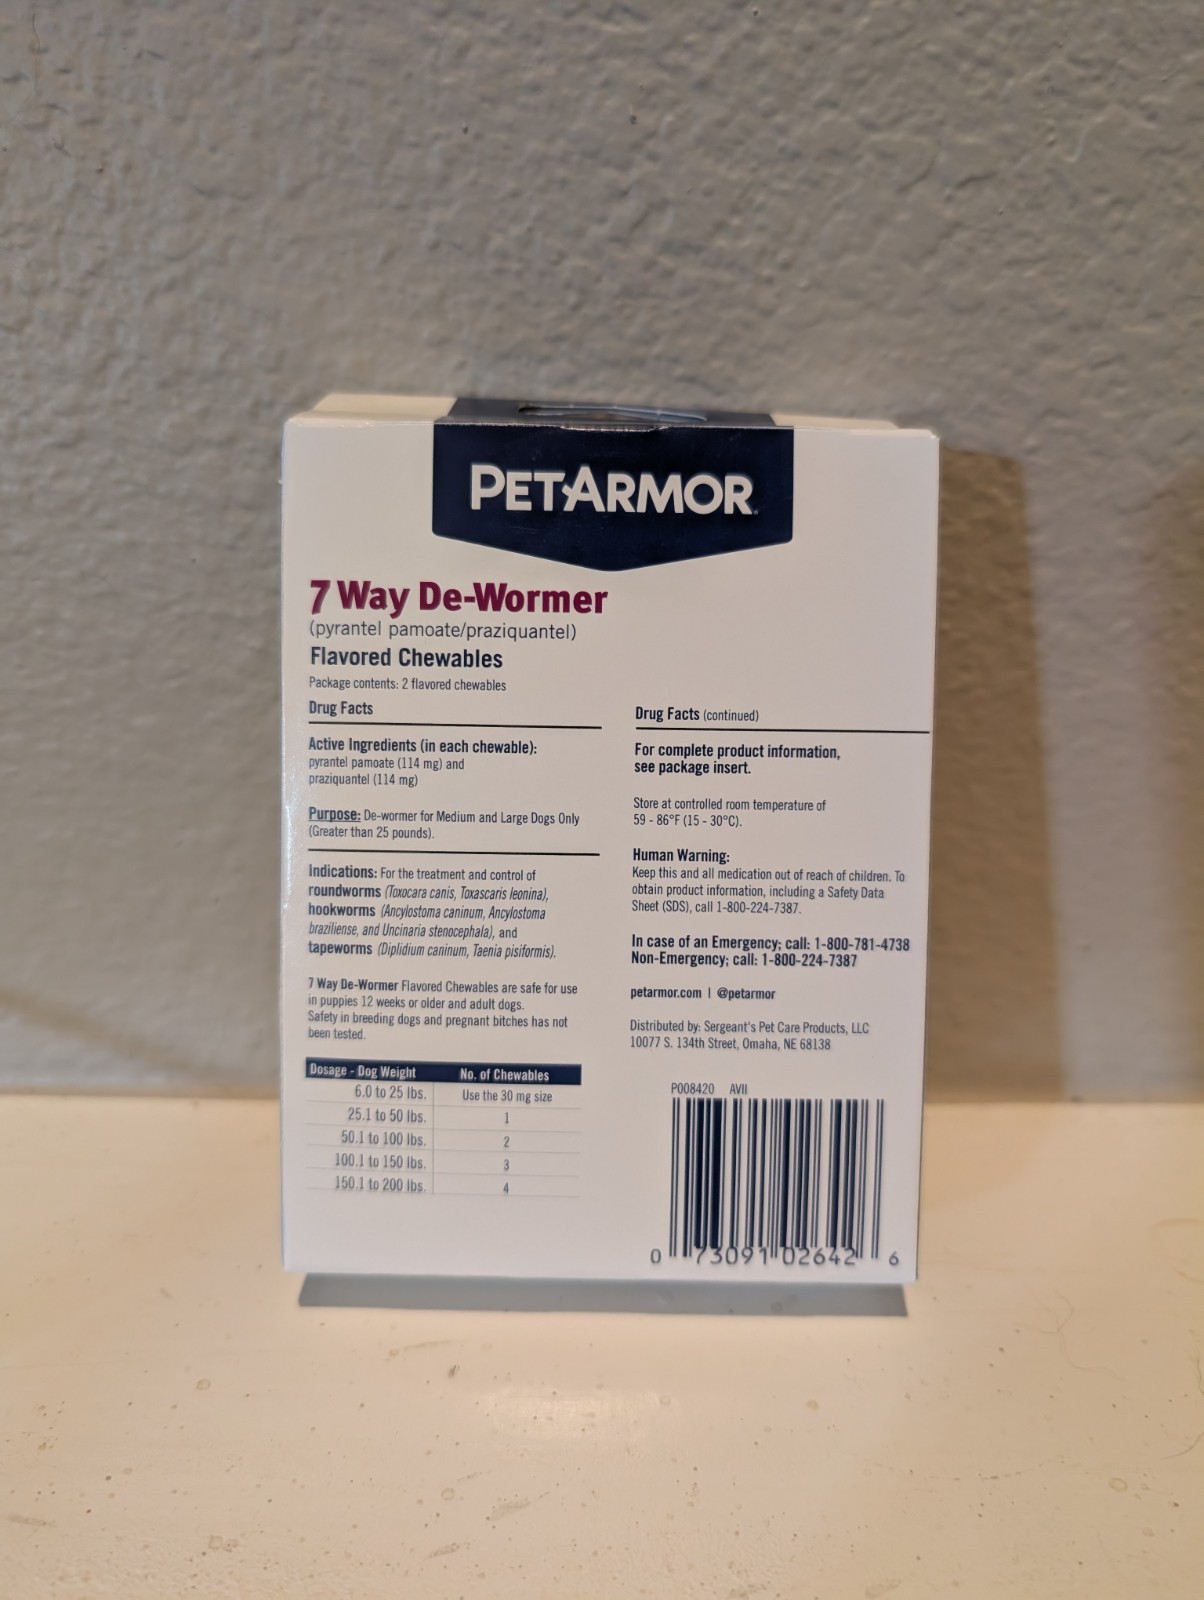 PETARMOR.
7 Way De-Wormer
(pyrantel pamoate/praziquantel)
Flavored Chewables
Package contents: 2 flavored chewables
Drug Facts
Active Ingredients (in each chewable):
pyrantel pamoate (114 mg) and
praziquantel (114 mg)
Purpose: De-wormer for Medium and Large Dogs Only
(Greater than 25 pounds).
Indications: For the treatment and control of
roundworms (Toxocara canis, Toxascaris leonina),
hookworms (Ancylostoma caninum, Ancylostoma
braziliense, and Uncinaria stenocephala), and
tapeworms (Diplidium caninum, Taenia pisiformis).
7 Way De-Wormer Flavored Chewables are safe for use
in puppies 12 weeks or older and adult dogs.
Safety in breeding dogs and pregnant bitches has not
been tested.
Dosage - Dog Weight No. of Chewables
6.0 to 25 lbs. Use the 30 mg size
25.1 to 50 lbs. 1
50.1 to 100 lbs. 2
100.1 to 150 lbs. 3
150.1 to 200 lbs. 4
Drug Facts (continued)
For complete product information,
see package insert.
Store at controlled room temperature of
59 - 86°F (15 - 30°C).
Human Warning:
Keep this and all medication out of reach of children. To
obtain product information, including a Safety Data
Sheet (SDS), call 1-800-224-7387.
In case of an Emergency; call: 1-800-781-4738
Non-Emergency; call: 1-800-224-7387
petarmor.com | @petarmor
Distributed by: Sergeant's Pet Care Products, LLC
10077 S. 134th Street, Omaha, NE 68138
P008420 AVII
0 73091 02642 6